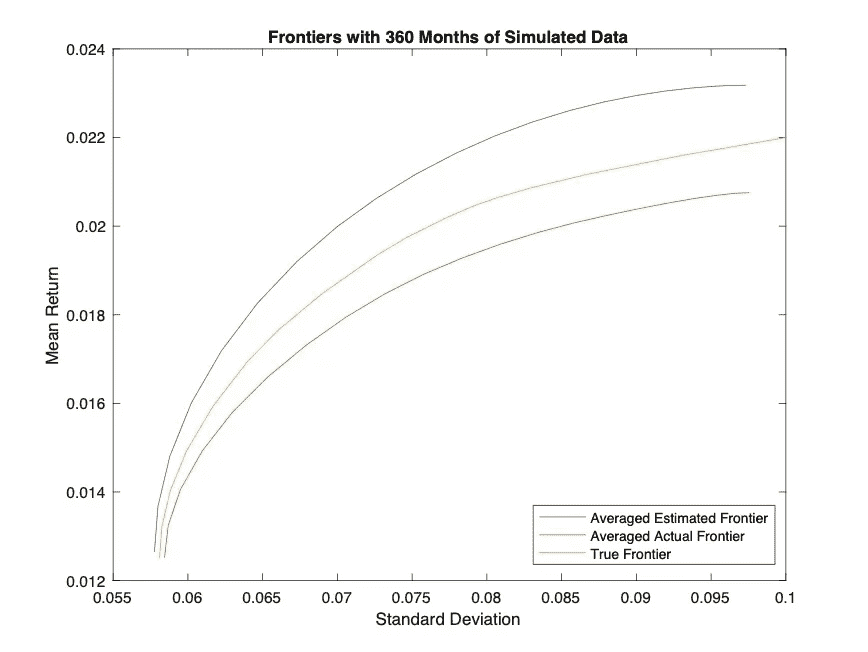 Frontiers with 360 Months of Simulated Data
0.024
0.022
0.02
0.018
0.016
0.014
0.012
Mean Return
0.055 0.06 0.065 0.07 0.075 0.08 0.085 0.09 0.095 0.1
Standard Deviation
Averaged Estimated Frontier
Averaged Actual Frontier
True Frontier